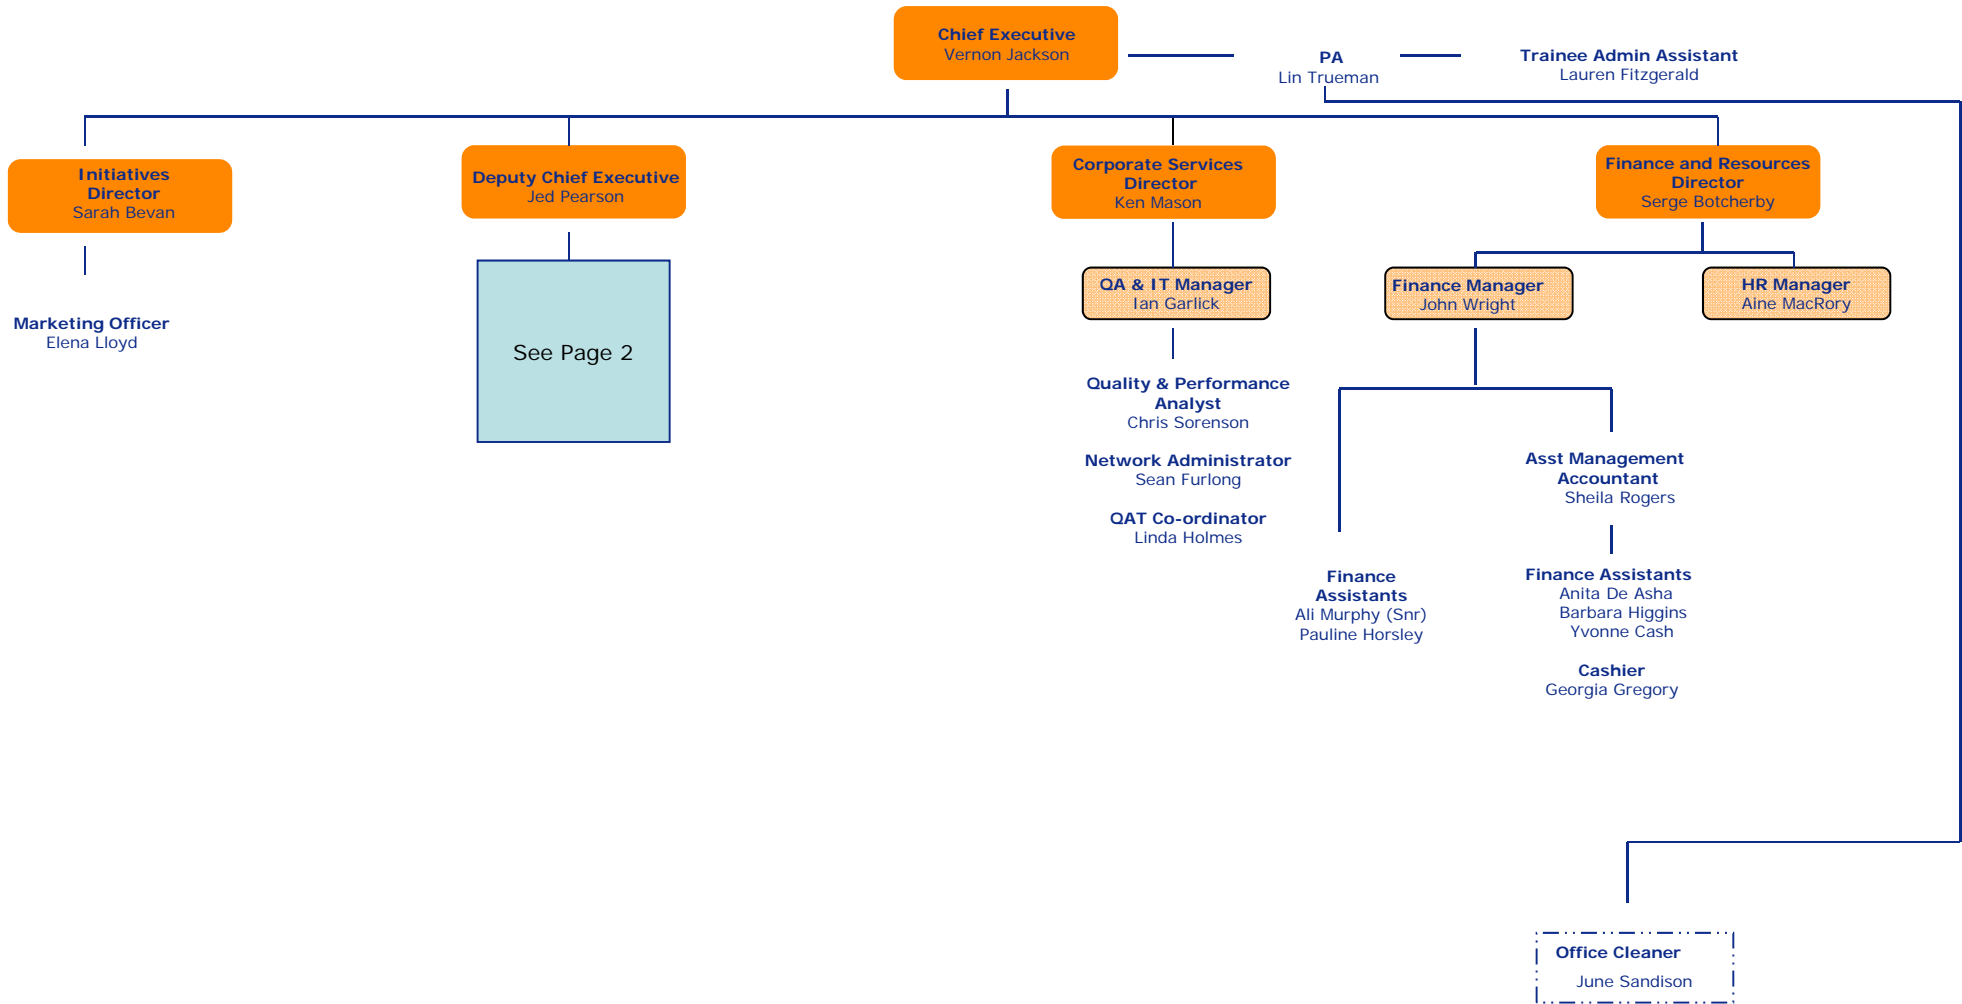 Chief Executive
Vernon Jackson
PA
Lin Trueman
Trainee Admin Assistant
Lauren Fitzgerald
Initiatives
Director
Sarah Bevan
Deputy Chief Executive
Jed Pearson
Corporate Services
Director
Ken Mason
Finance and Resources
Director
Serge Botcherby
Marketing Officer
Elena Lloyd
See Page 2
QA & IT Manager
Ian Garlick
Finance Manager
John Wright
HR Manager
Aine MacRory
Quality & Performance
Analyst
Chris Sorenson
Network Administrator
Sean Furlong
QAT Co-ordinator
Linda Holmes
Finance
Assistants
Ali Murphy (Snr)
Pauline Horsley
Asst Management
Accountant
Sheila Rogers
Finance Assistants
Anita De Asha
Barbara Higgins
Yvonne Cash
Cashier
Georgia Gregory
Office Cleaner
June Sandison